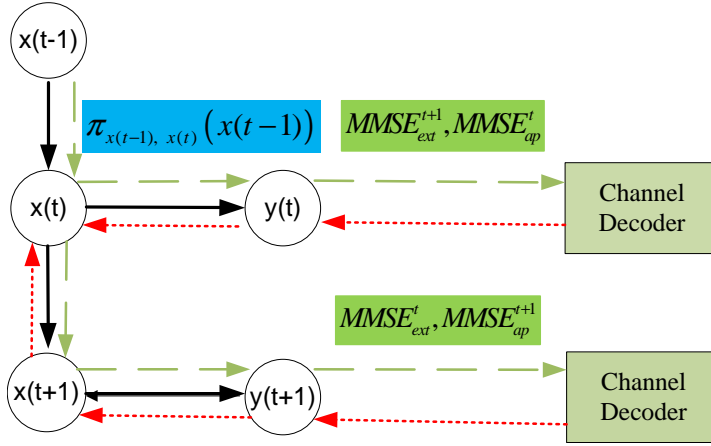 x(t-1)
π_{x(t−1), x(t)}(x(t−1))
MMSE_{ext}^{t+1}, MMSE_{ap}^{t}
x(t)
y(t)
Channel
Decoder
MMSE_{ext}^{t}, MMSE_{ap}^{t+1}
x(t+1)
y(t+1)
Channel
Decoder